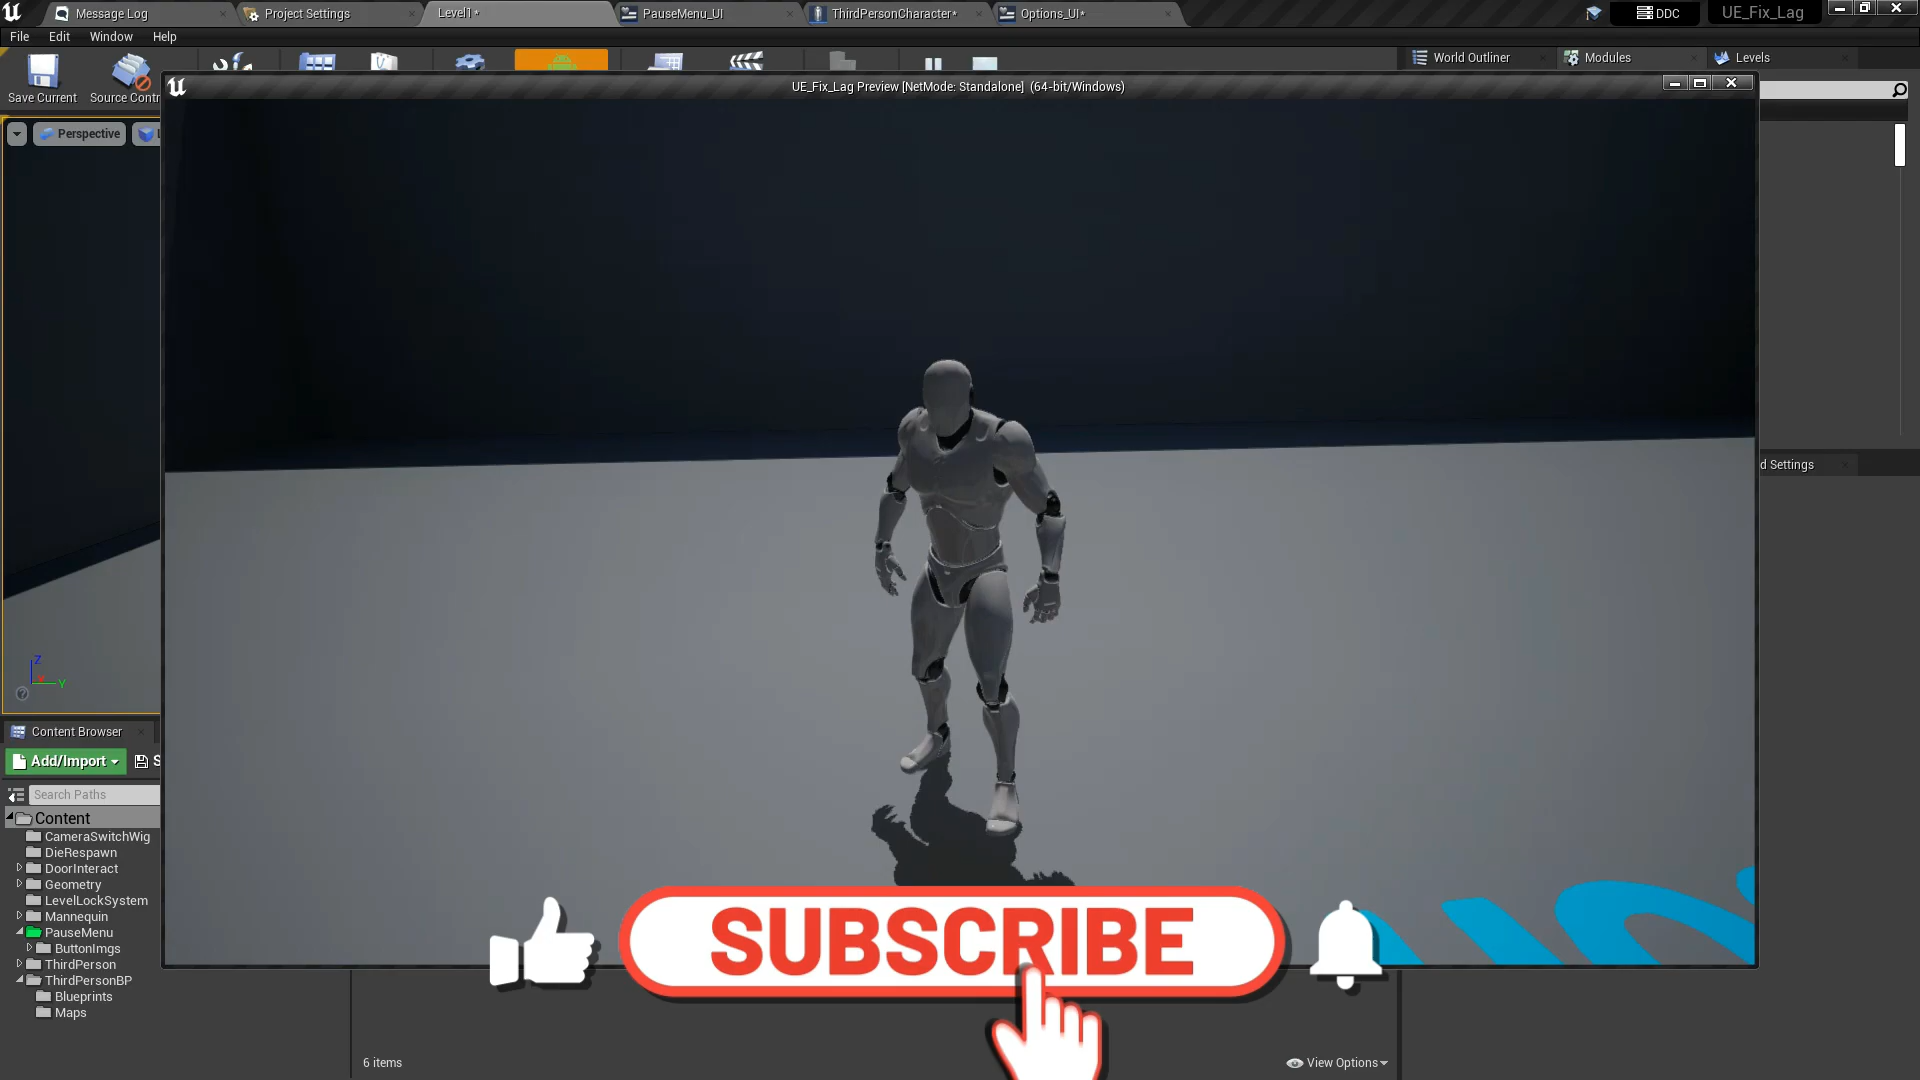 Message Log
Project Settings
Level1*
PauseMenu_UI
ThirdPersonCharacter*
Options_UI*
DDC
UE_Fix_Lag
File Edit Window Help
World Outliner
Modules
Levels
Save Current
Source Contr
UE_Fix_Lag Preview [NetMode: Standalone] (64-bit/Windows)
Perspective
d Settings
Z
Y
Content Browser
Add/Import
S
Search Paths
Content
CameraSwitchWig
DieRespawn
DoorInteract
Geometry
LevelLockSystem
Mannequin
PauseMenu
ButtonImgs
ThirdPerson
ThirdPersonBP
Blueprints
Maps
SUBSCRIBE
6 items
View Options